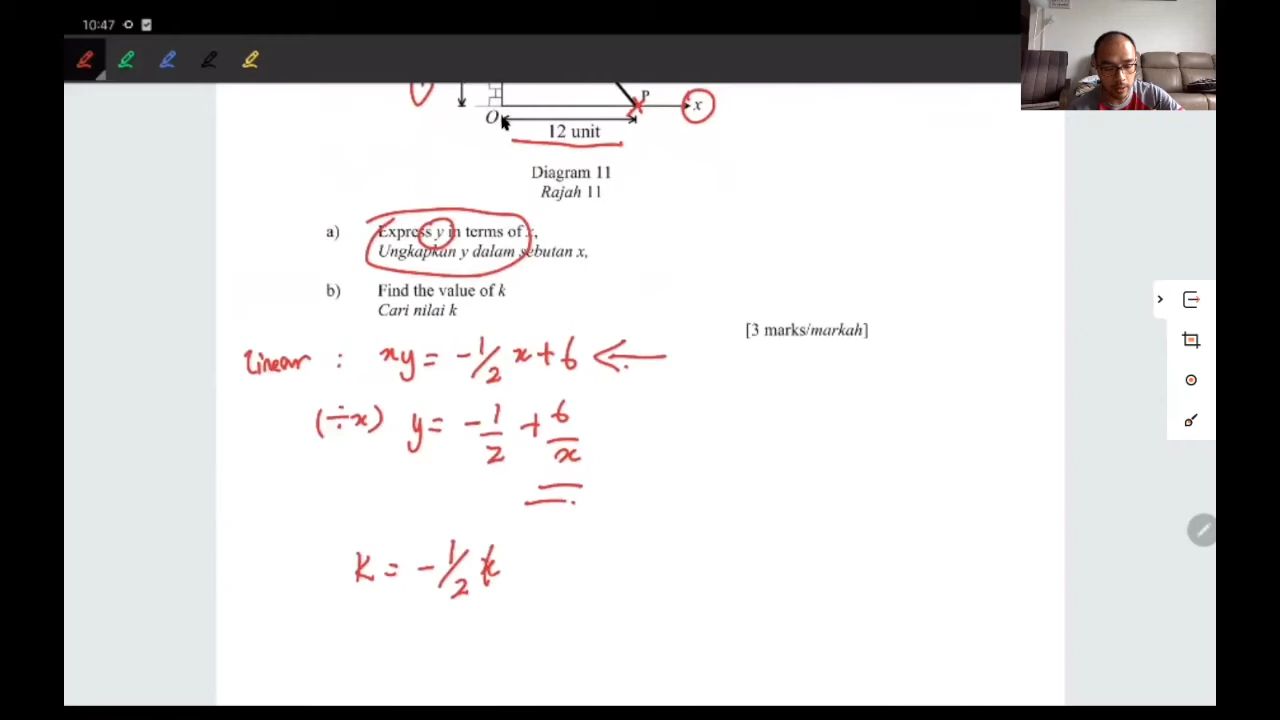 10:47
P
x
O
12 unit
Diagram 11
Rajah 11
a) Express y in terms of x,
Ungkapkan y dalam sebutan x,
b) Find the value of k
Cari nilai k
[3 marks/markah]
linear : xy = -1/2 x + 6
(÷x) y = -1/2 + 6/x
k = -1/2